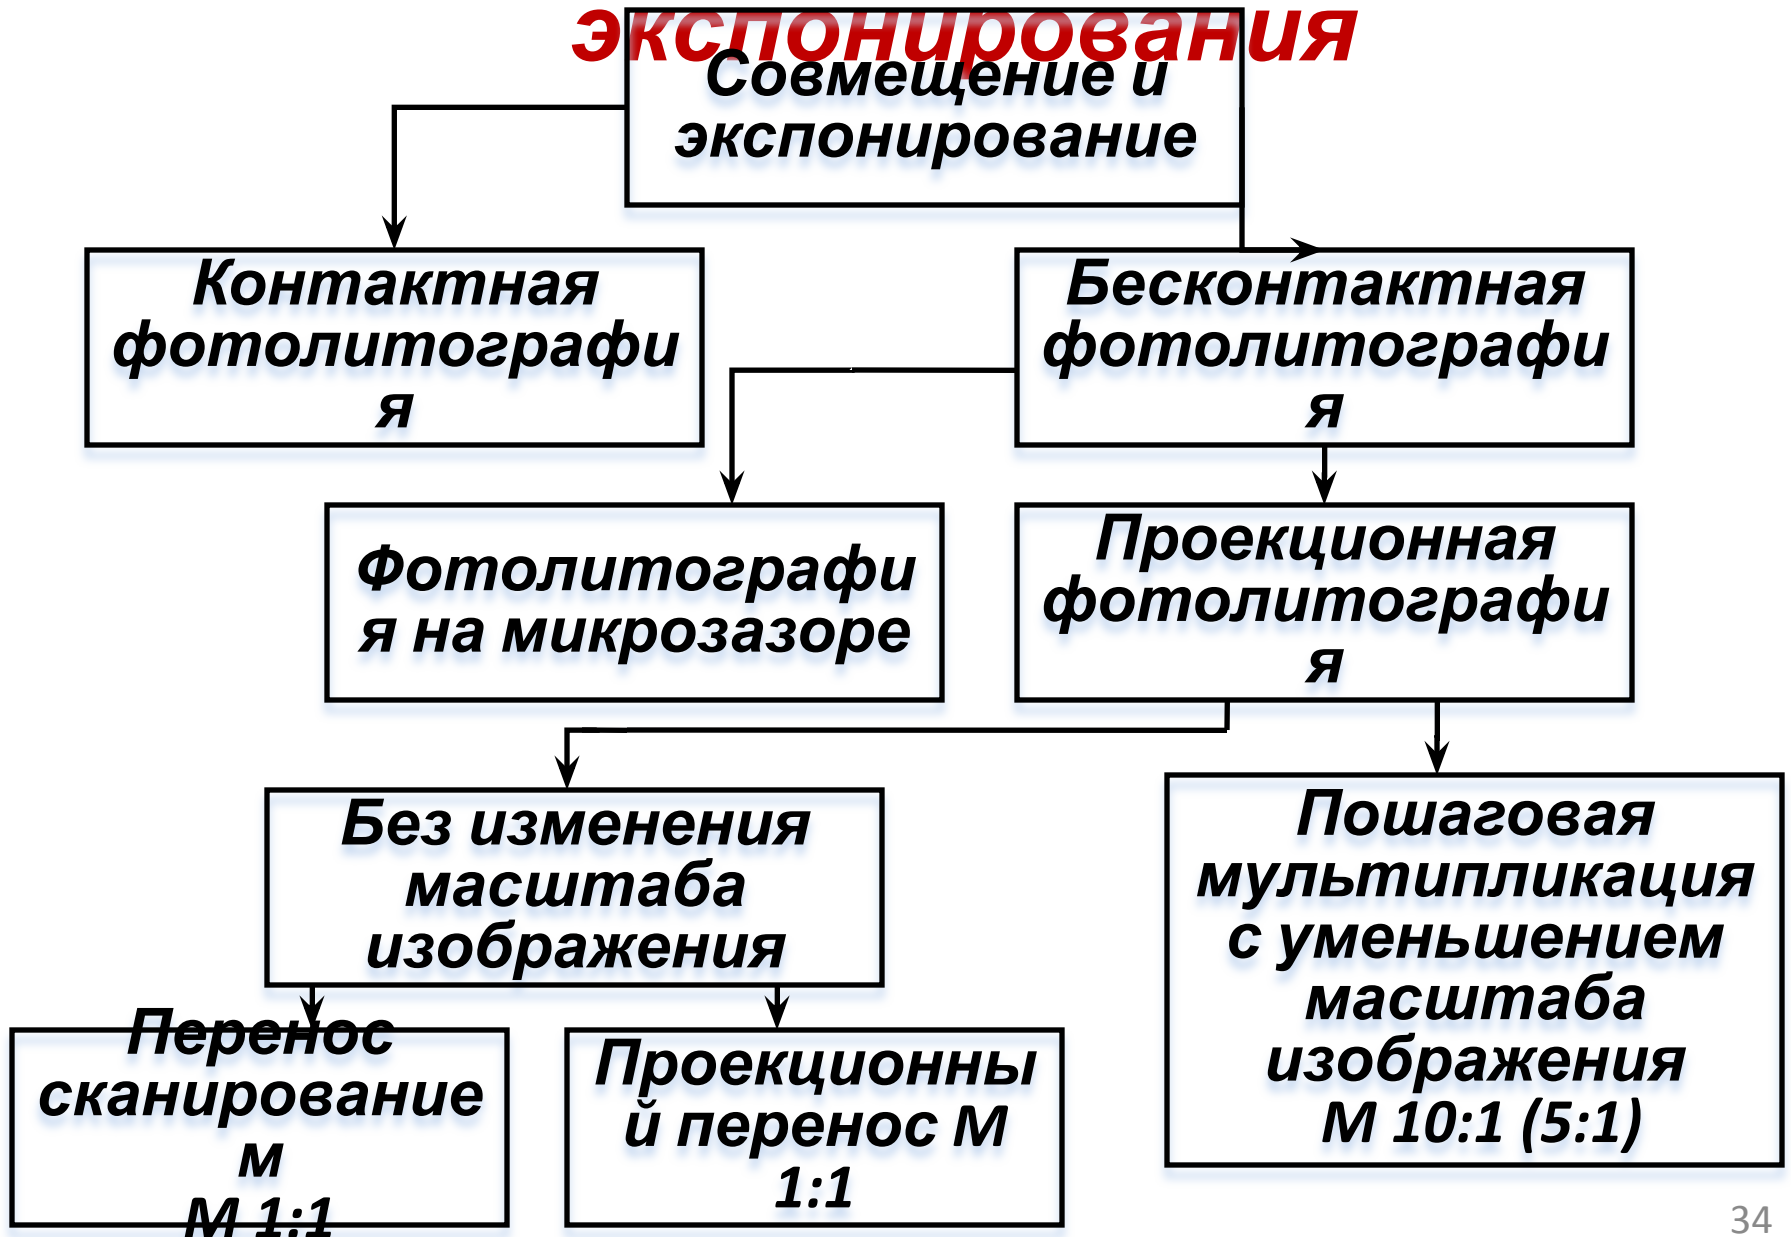 экспонирования
Совмещение и
экспонирование
Контактная
фотолитографи
я
Бесконтактная
фотолитографи
я
Фотолитографи
я на микрозазоре
Проекционная
фотолитографи
я
Без изменения
масштаба
изображения
Пошаговая
мультипликация
с уменьшением
масштаба
изображения
М 10:1 (5:1)
Перенос
сканирование
м
М 1:1
Проекционны
й перенос М
1:1
34